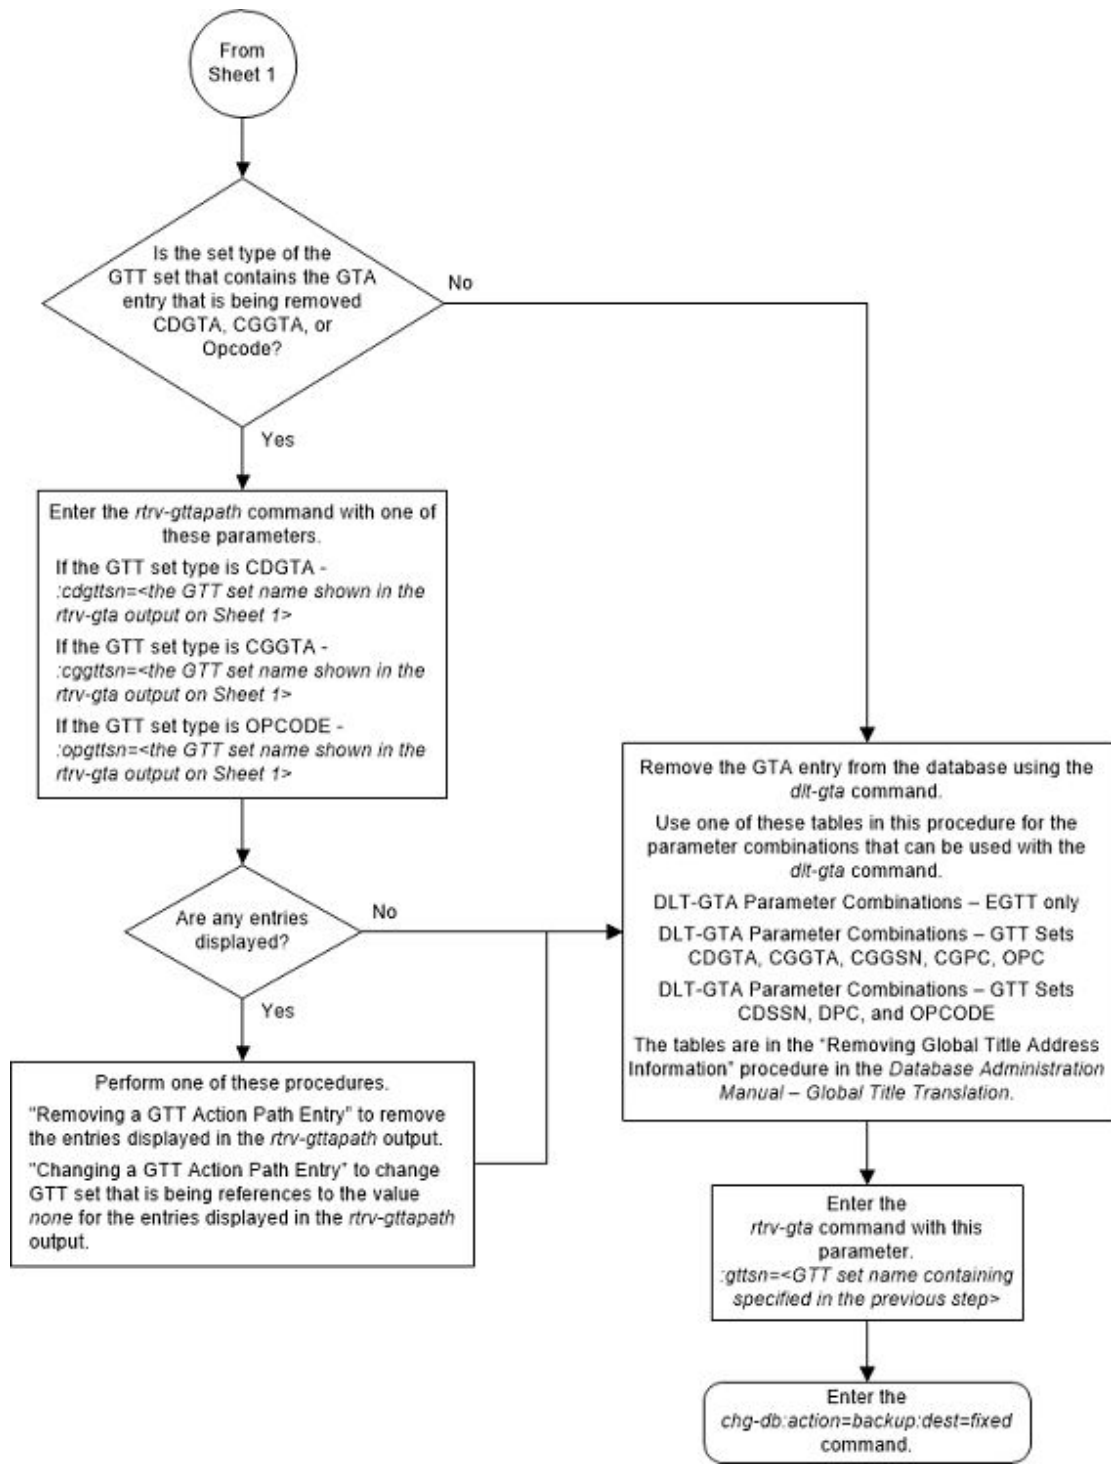 From
Sheet 1
Is the set type of the
GTT set that contains the GTA
entry that is being removed
CDGTA, CGGTA, or
Opcode?
No
Yes
Enter the rtrv-gttapath command with one of
these parameters.
If the GTT set type is CDGTA -
:cdgttsn=<the GTT set name shown in the
rtrv-gta output on Sheet 1>
If the GTT set type is CGGTA -
:cggttsn=<the GTT set name shown in the
rtrv-gta output on Sheet 1>
If the GTT set type is OPCODE -
:opgttsn=<the GTT set name shown in the
rtrv-gta output on Sheet 1>
Are any entries
displayed?
No
Yes
Perform one of these procedures.
"Removing a GTT Action Path Entry" to remove
the entries displayed in the rtrv-gttapath output.
"Changing a GTT Action Path Entry" to change
GTT set that is being references to the value
none for the entries displayed in the rtrv-gttapath
output.
Remove the GTA entry from the database using the
dlt-gta command.
Use one of these tables in this procedure for the
parameter combinations that can be used with the
dlt-gta command.
DLT-GTA Parameter Combinations – EGTT only
DLT-GTA Parameter Combinations – GTT Sets
CDGTA, CGGTA, CGGSN, CGPC, OPC
DLT-GTA Parameter Combinations – GTT Sets
CDSSN, DPC, and OPCODE
The tables are in the "Removing Global Title Address
Information" procedure in the Database Administration
Manual – Global Title Translation.
Enter the
rtrv-gta command with this
parameter.
:gttsn=<GTT set name containing
specified in the previous step>
Enter the
chg-db:action=backup:dest=fixed
command.